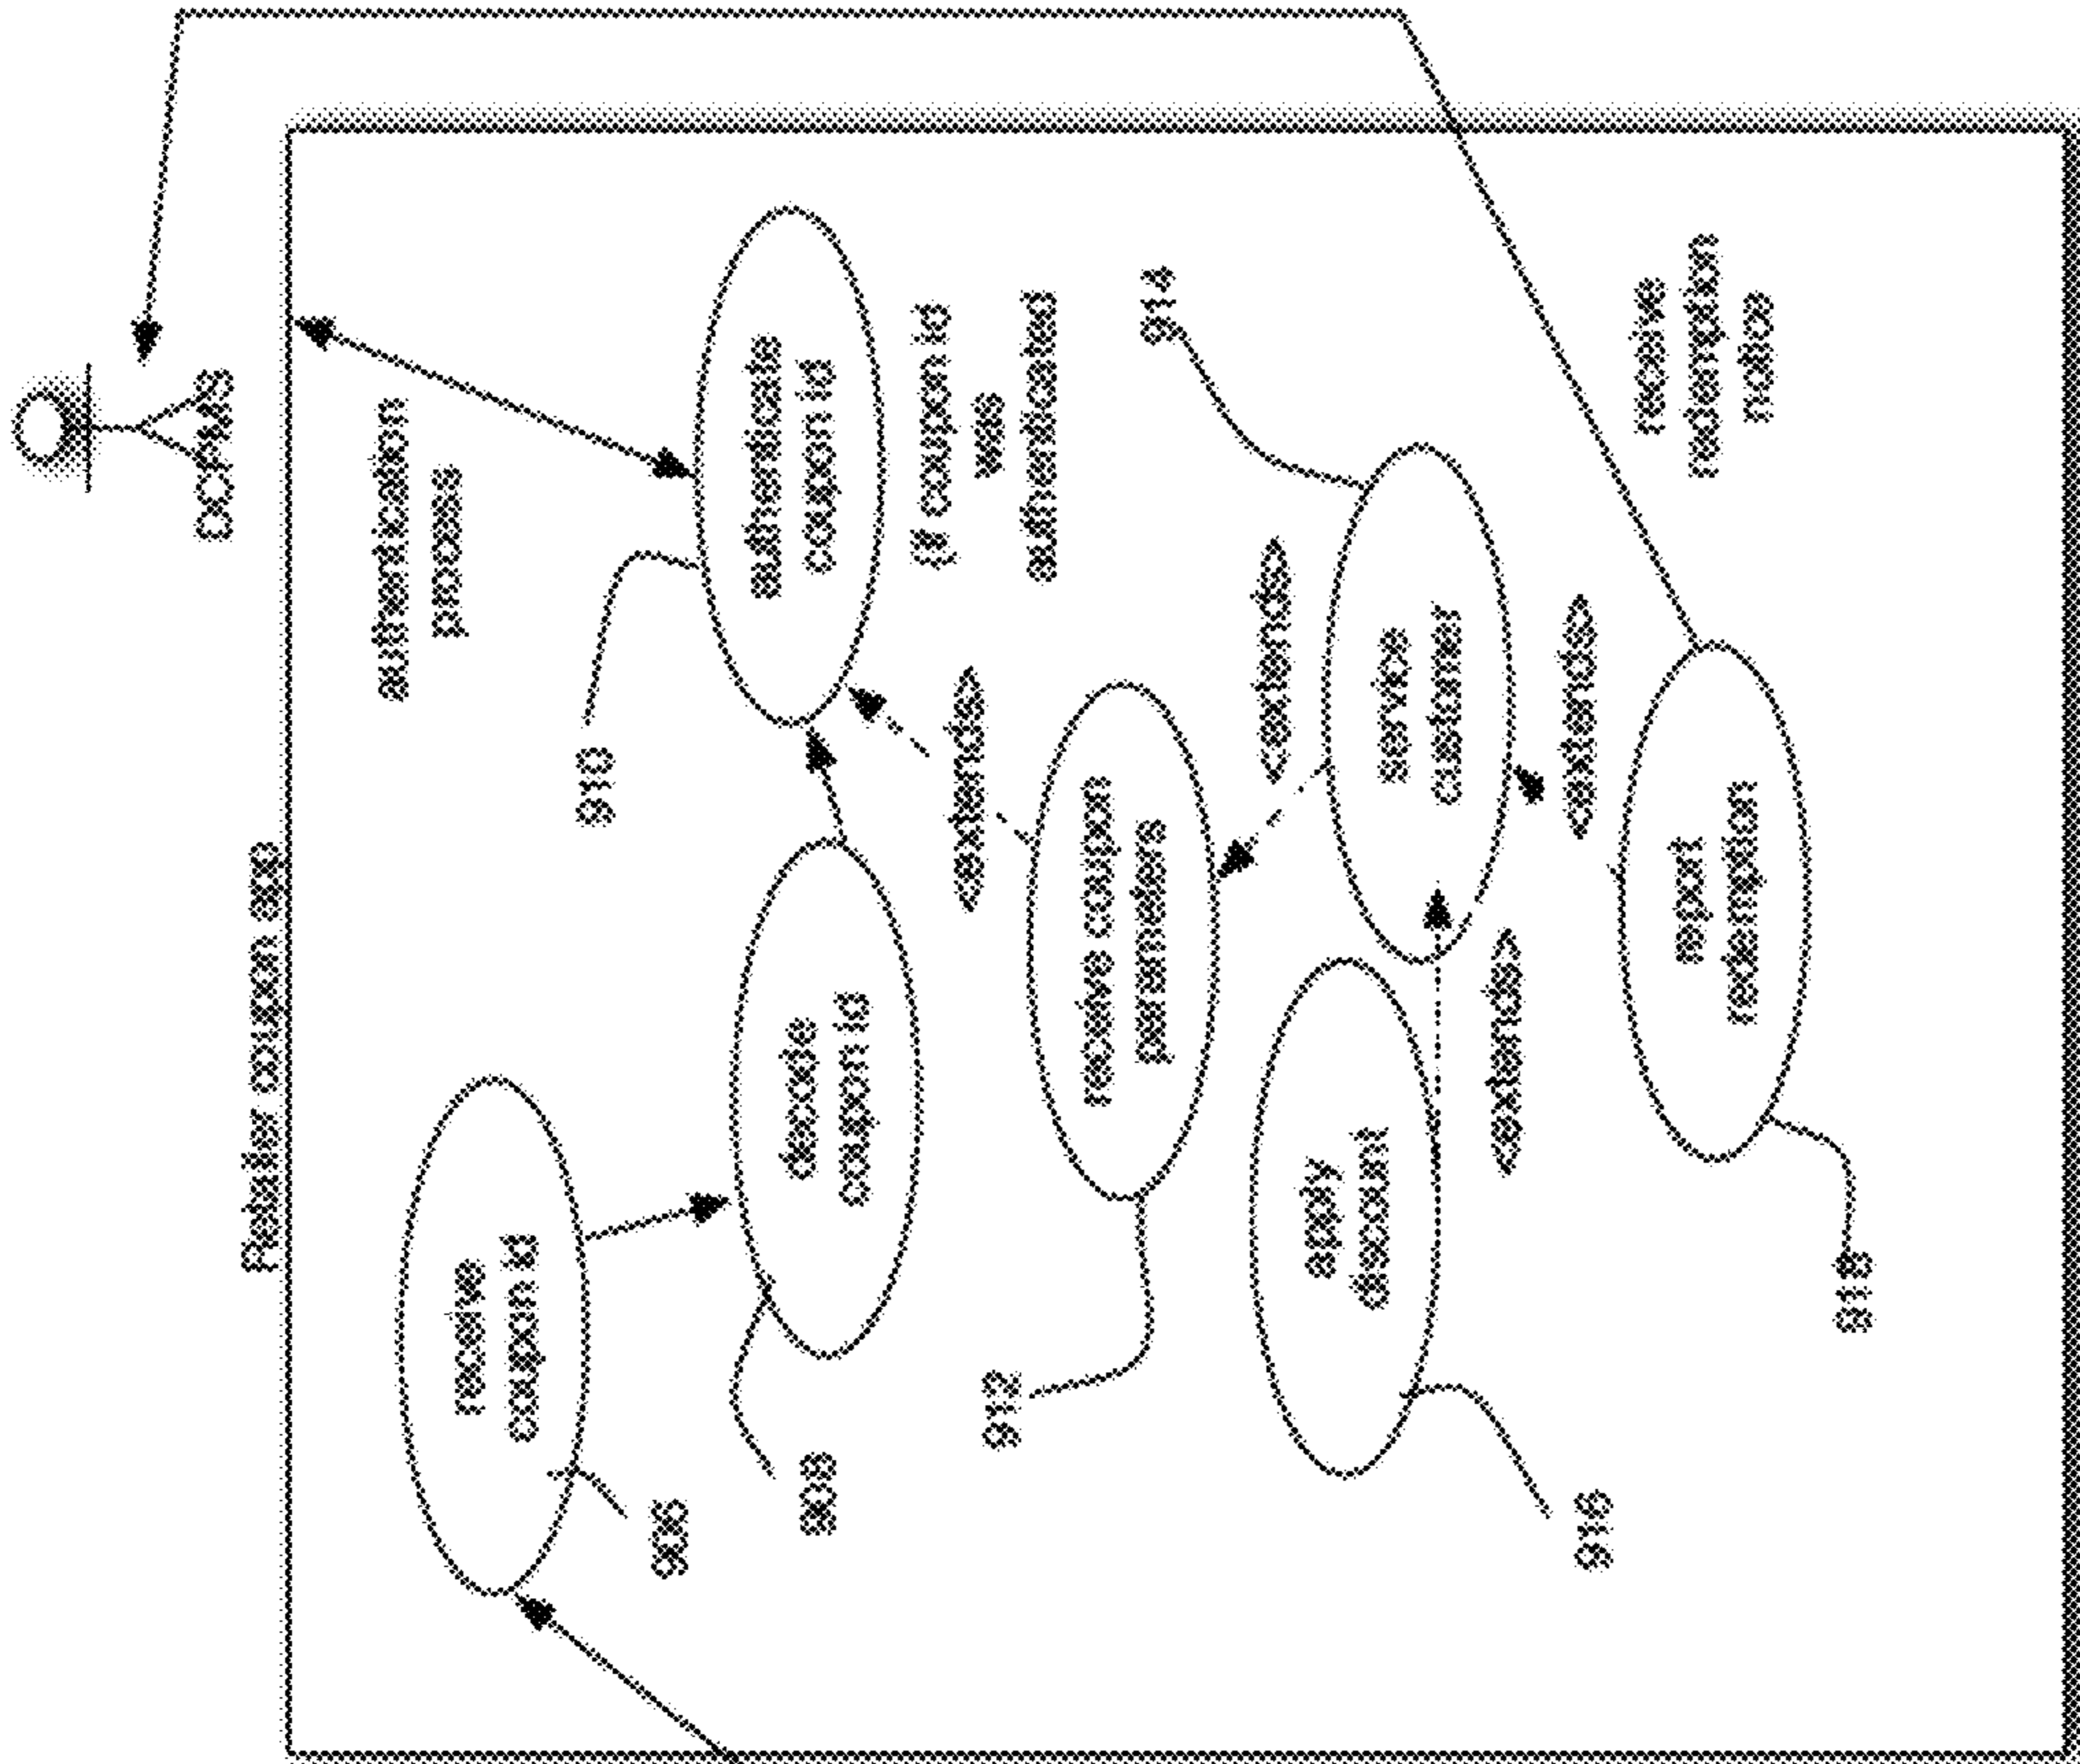 DCPMS
Retailer coupon app
authentication
process
receive
coupon id
906
910
authenticate
coupon id
decode
coupon id
908
(if coupon id
was
authenticated
<extends>
912
receive coupon
parameters
914
<extends>
service
customer
apply
discount
<extends>
<extends>
916
receive
redemption
notice
report
redemption
918